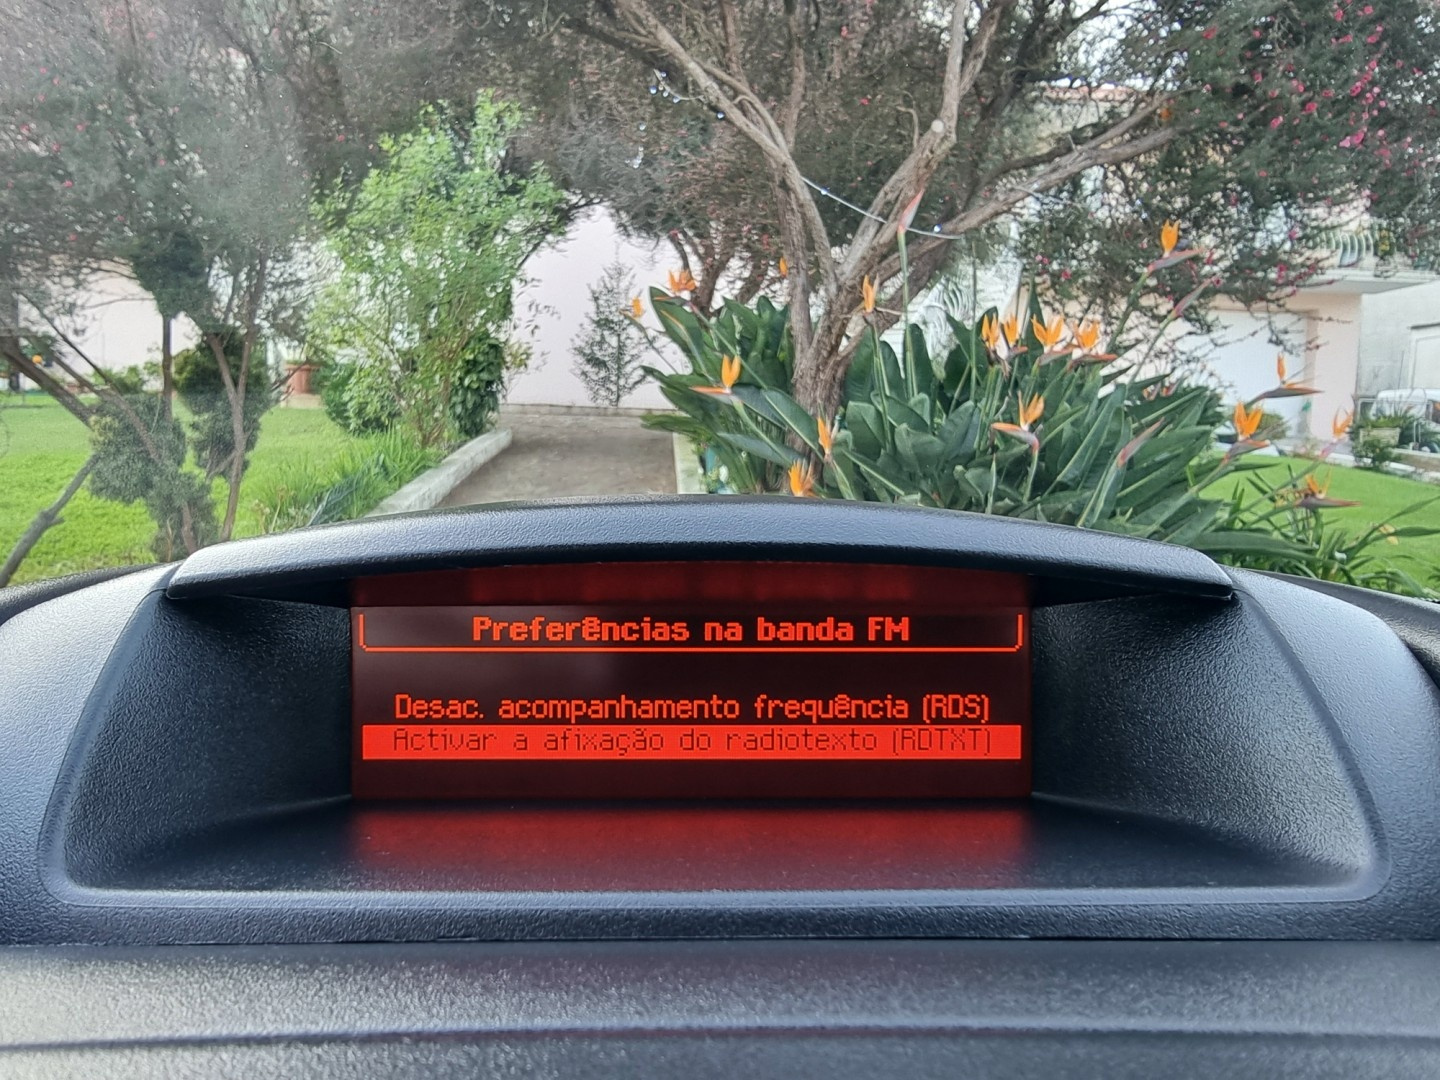 Preferências na banda FM
Desac. acompanhamento frequência (RDS)
Activar a afixação do radiotexto (RDTXT)